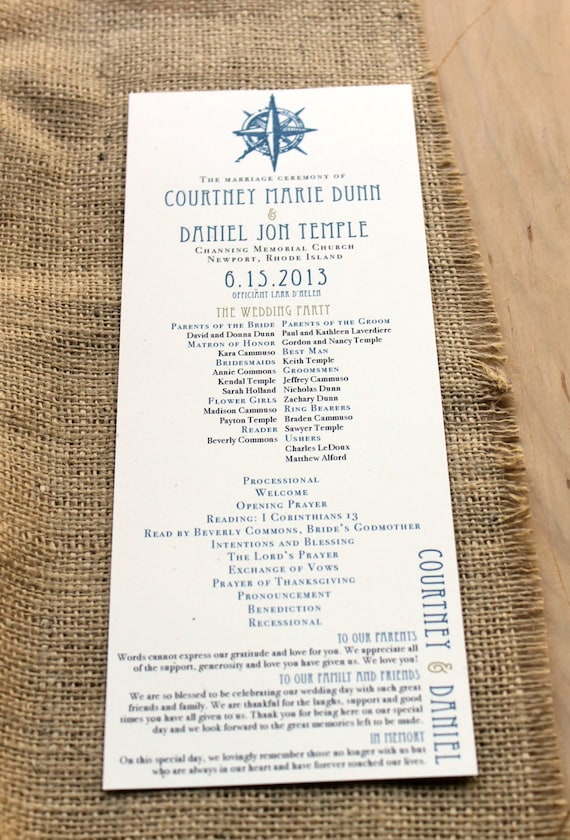 The marriage ceremony of
Courtney Marie Dunn
&
Daniel Jon Temple
Channing Memorial Church
Newport, Rhode Island
6.15.2013
Officiant Lark d'Helen
The Wedding Party
Parents of the Bride
David and Donna Dunn
Matron of Honor
Kara Cammuso
Bridesmaids
Annie Commons
Kendal Temple
Sarah Holland
Flower Girls
Madison Cammuso
Payton Temple
Reader
Beverly Commons
Parents of the Groom
Paul and Kathleen Laverdiere
Gordon and Nancy Temple
Best Man
Keith Temple
Groomsmen
Jeffrey Cammuso
Nicholas Dunn
Zachary Dunn
Ring Bearers
Braden Cammuso
Sawyer Temple
Ushers
Charles LeDoux
Matthew Alford
Processional
Welcome
Opening Prayer
Reading: 1 Corinthians 13
Read by Beverly Commons, Bride's Godmother
Intentions and Blessing
The Lord's Prayer
Exchange of Vows
Prayer of Thanksgiving
Pronouncement
Benediction
Recessional
To Our Parents
Words cannot express our gratitude and love for you. We appreciate all
of the support, generosity and love you have given us. We love you!
To Our Family and Friends
We are so blessed to be celebrating our wedding day with such great
friends and family. We are thankful for the laughs, support and good
times you have all given to us. Thank you for being here on our special
day and we look forward to the great memories left to be made.
In Memory
On this special day, we lovingly remember those no longer with us but
who are always in our heart and have forever touched our lives.
Courtney & Daniel